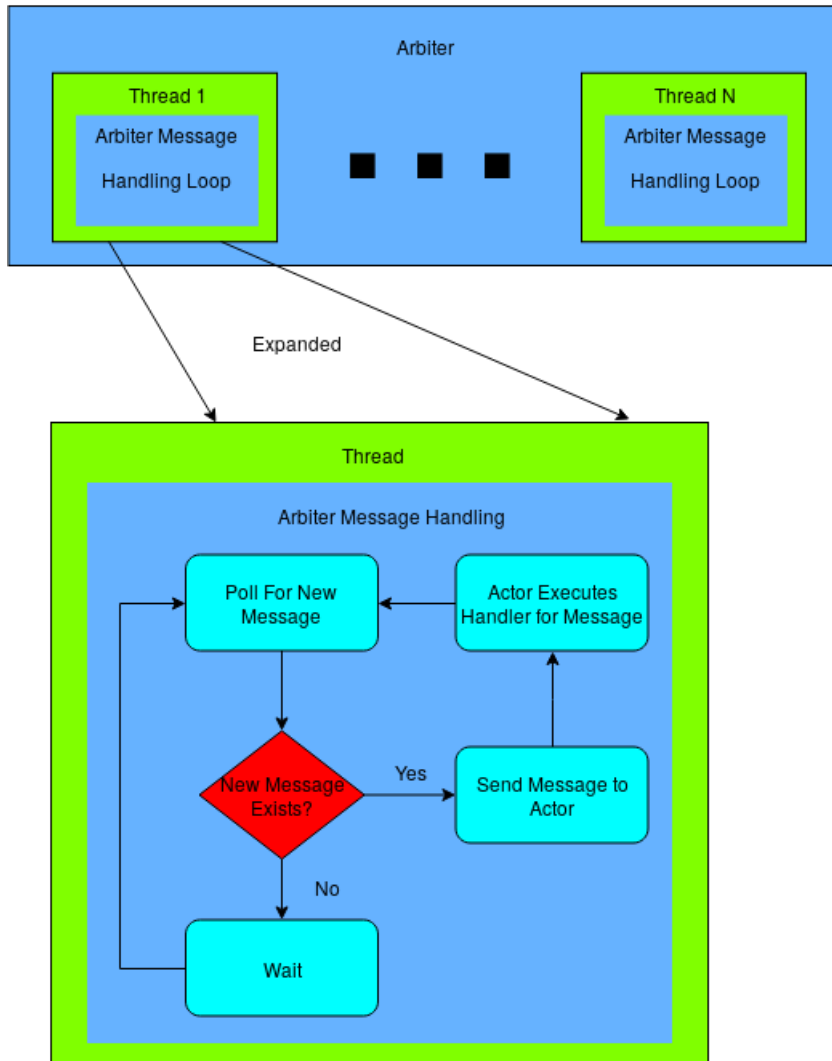 Arbiter
Thread 1
Arbiter Message
Handling Loop
Thread N
Arbiter Message
Handling Loop
Expanded
Thread
Arbiter Message Handling
Poll For New
Message
Actor Executes
Handler for Message
New Message
Exists?
Yes
Send Message to
Actor
No
Wait